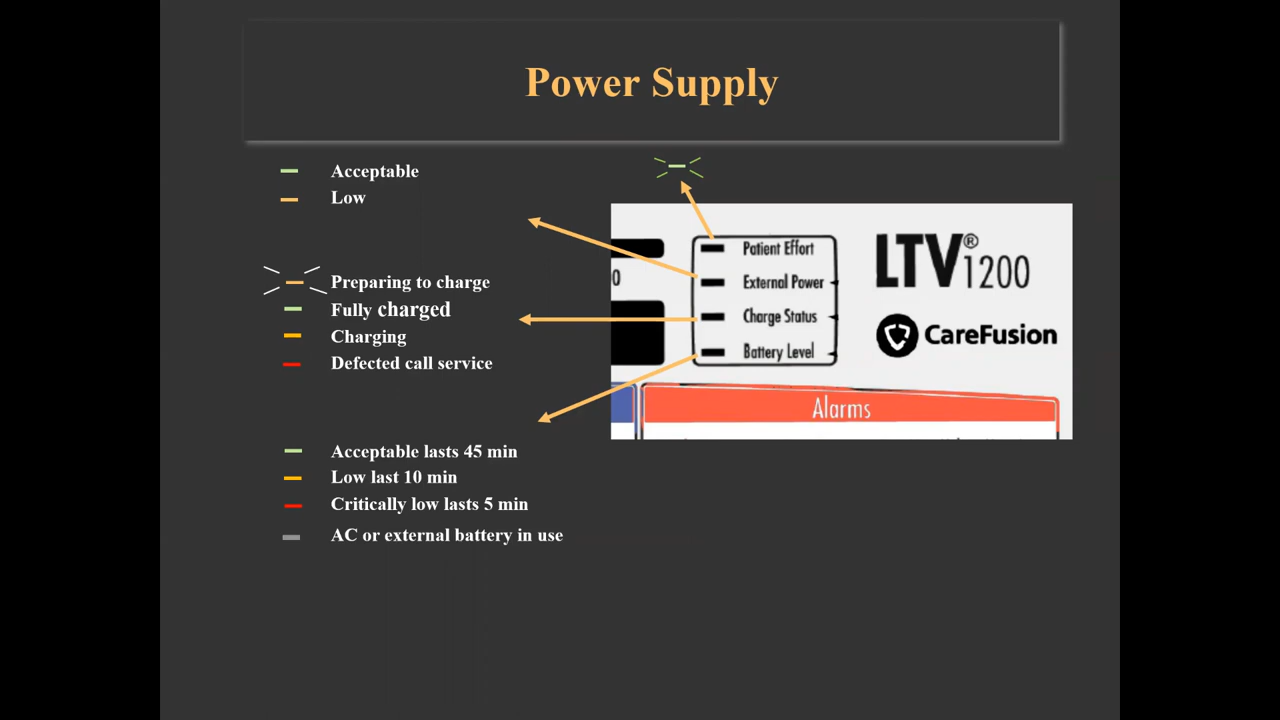 Power Supply
Acceptable
Low
Preparing to charge
Fully charged
Charging
Defected call service
Acceptable lasts 45 min
Low last 10 min
Critically low lasts 5 min
AC or external battery in use
0
Patient Effort
External Power
Charge Status
Battery Level
LTV® 1200
CareFusion
Alarms